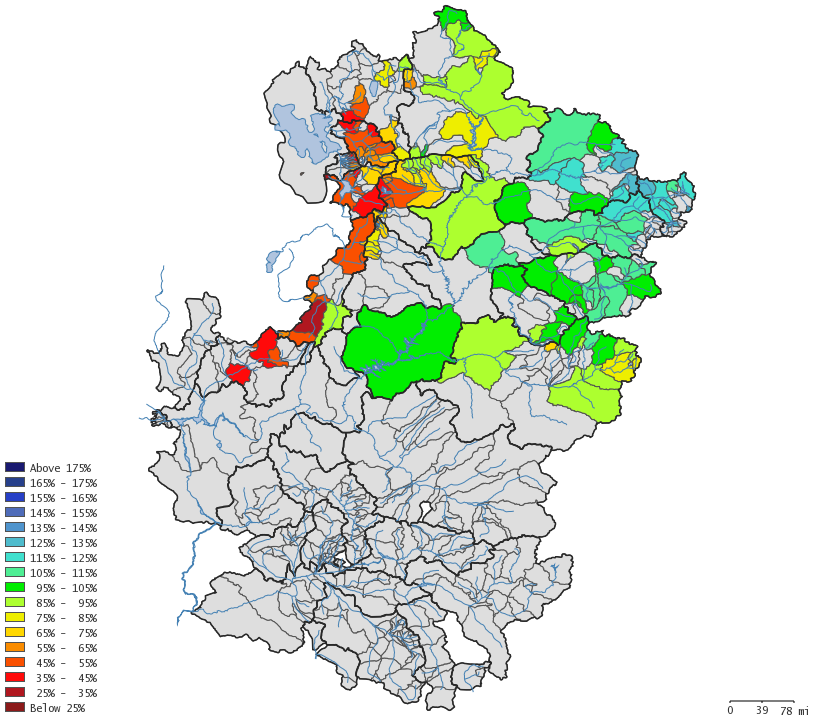 Above 175%
165% - 175%
155% - 165%
145% - 155%
135% - 145%
125% - 135%
115% - 125%
105% - 115%
95% - 105%
85% - 95%
75% - 85%
65% - 75%
55% - 65%
45% - 55%
35% - 45%
25% - 35%
Below 25%
0 39 78 mi